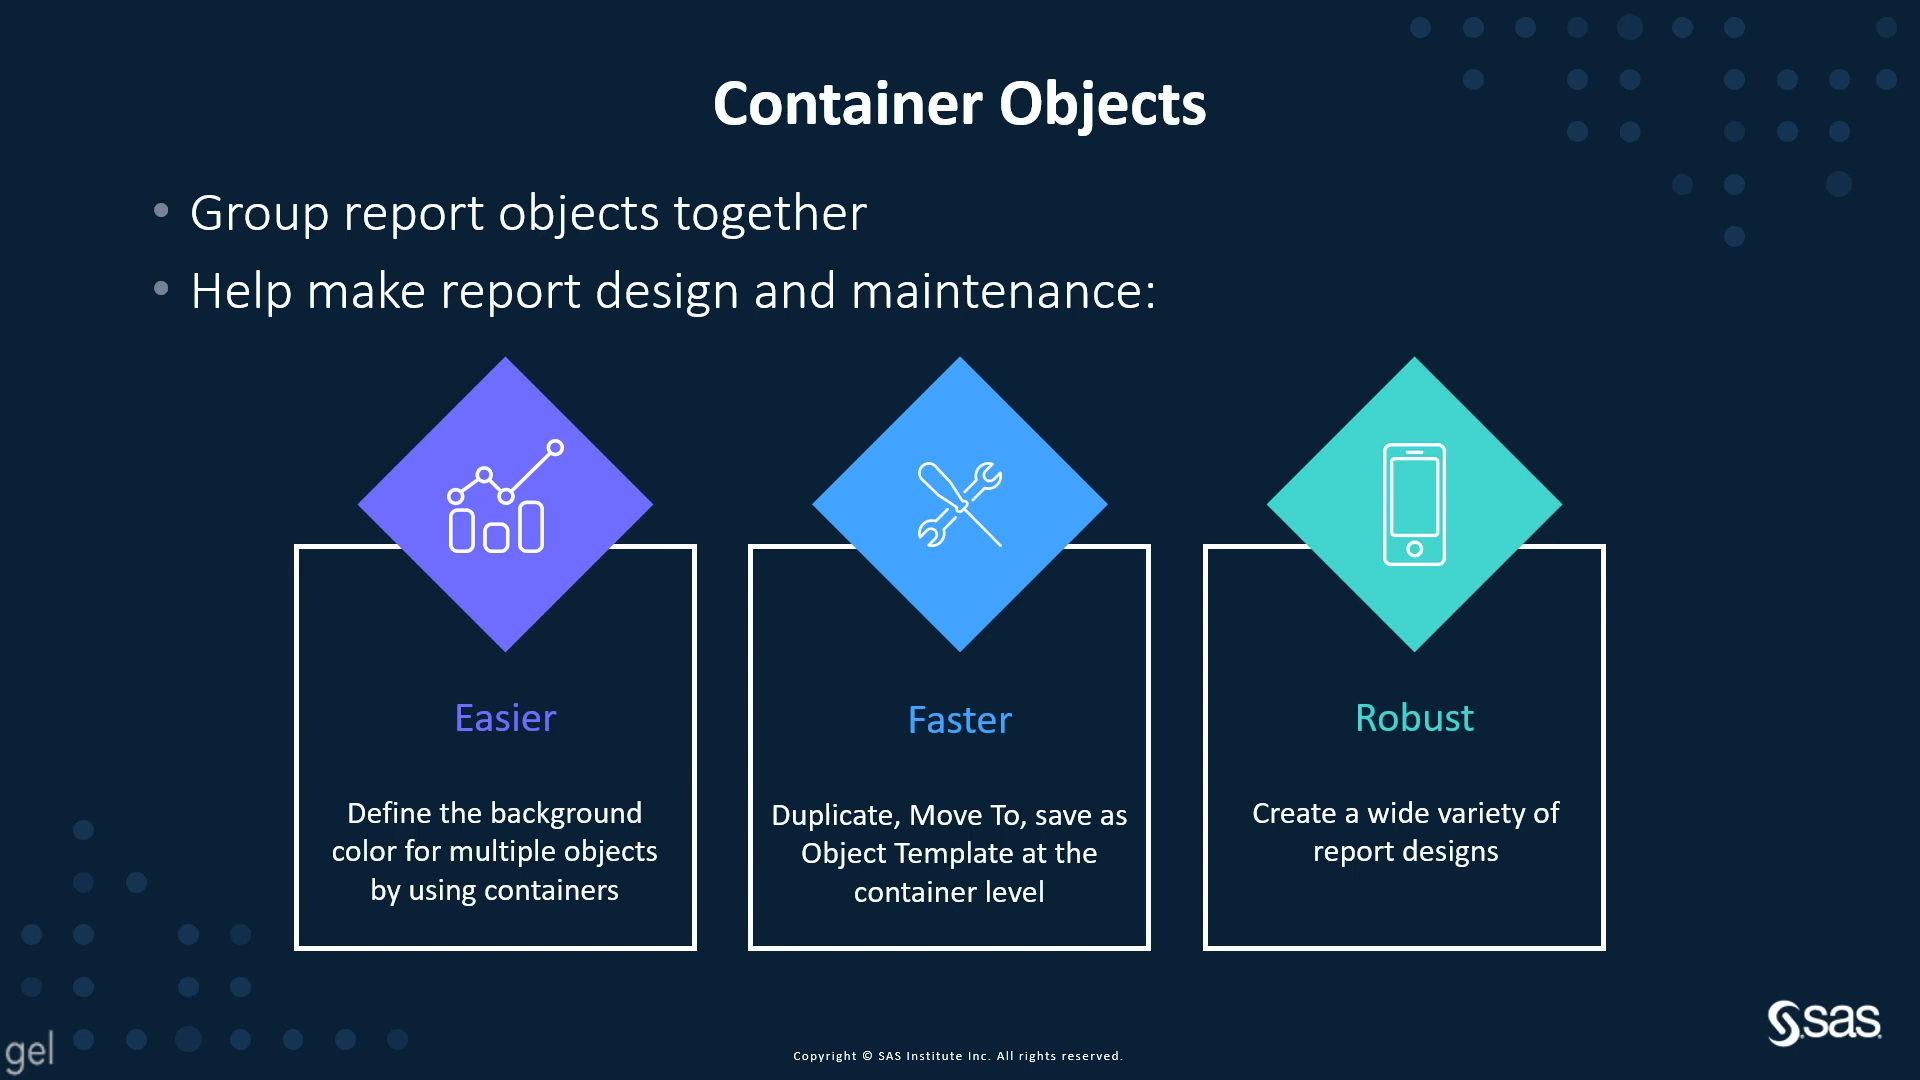 Container Objects
• Group report objects together
• Help make report design and maintenance:
Easier
Define the background
color for multiple objects
by using containers
Faster
Duplicate, Move To, save as
Object Template at the
container level
Robust
Create a wide variety of
report designs
gel
Copyright © SAS Institute Inc. All rights reserved.
sas